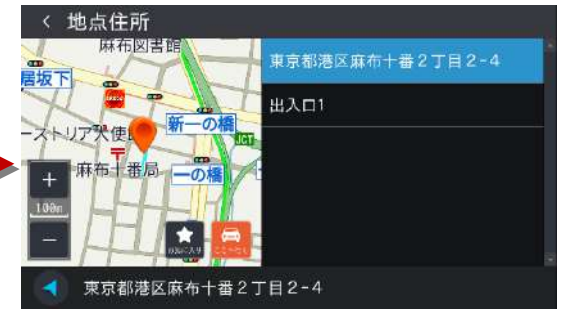 地点住所
麻布図書館
居坂下
新一の橋
JCT
ーストリア大使
麻布十番局
一の橋
+
100m
−
お気に入り
ここへ行く
東京都港区麻布十番2丁目2-4
出入口1
東京都港区麻布十番2丁目2-4